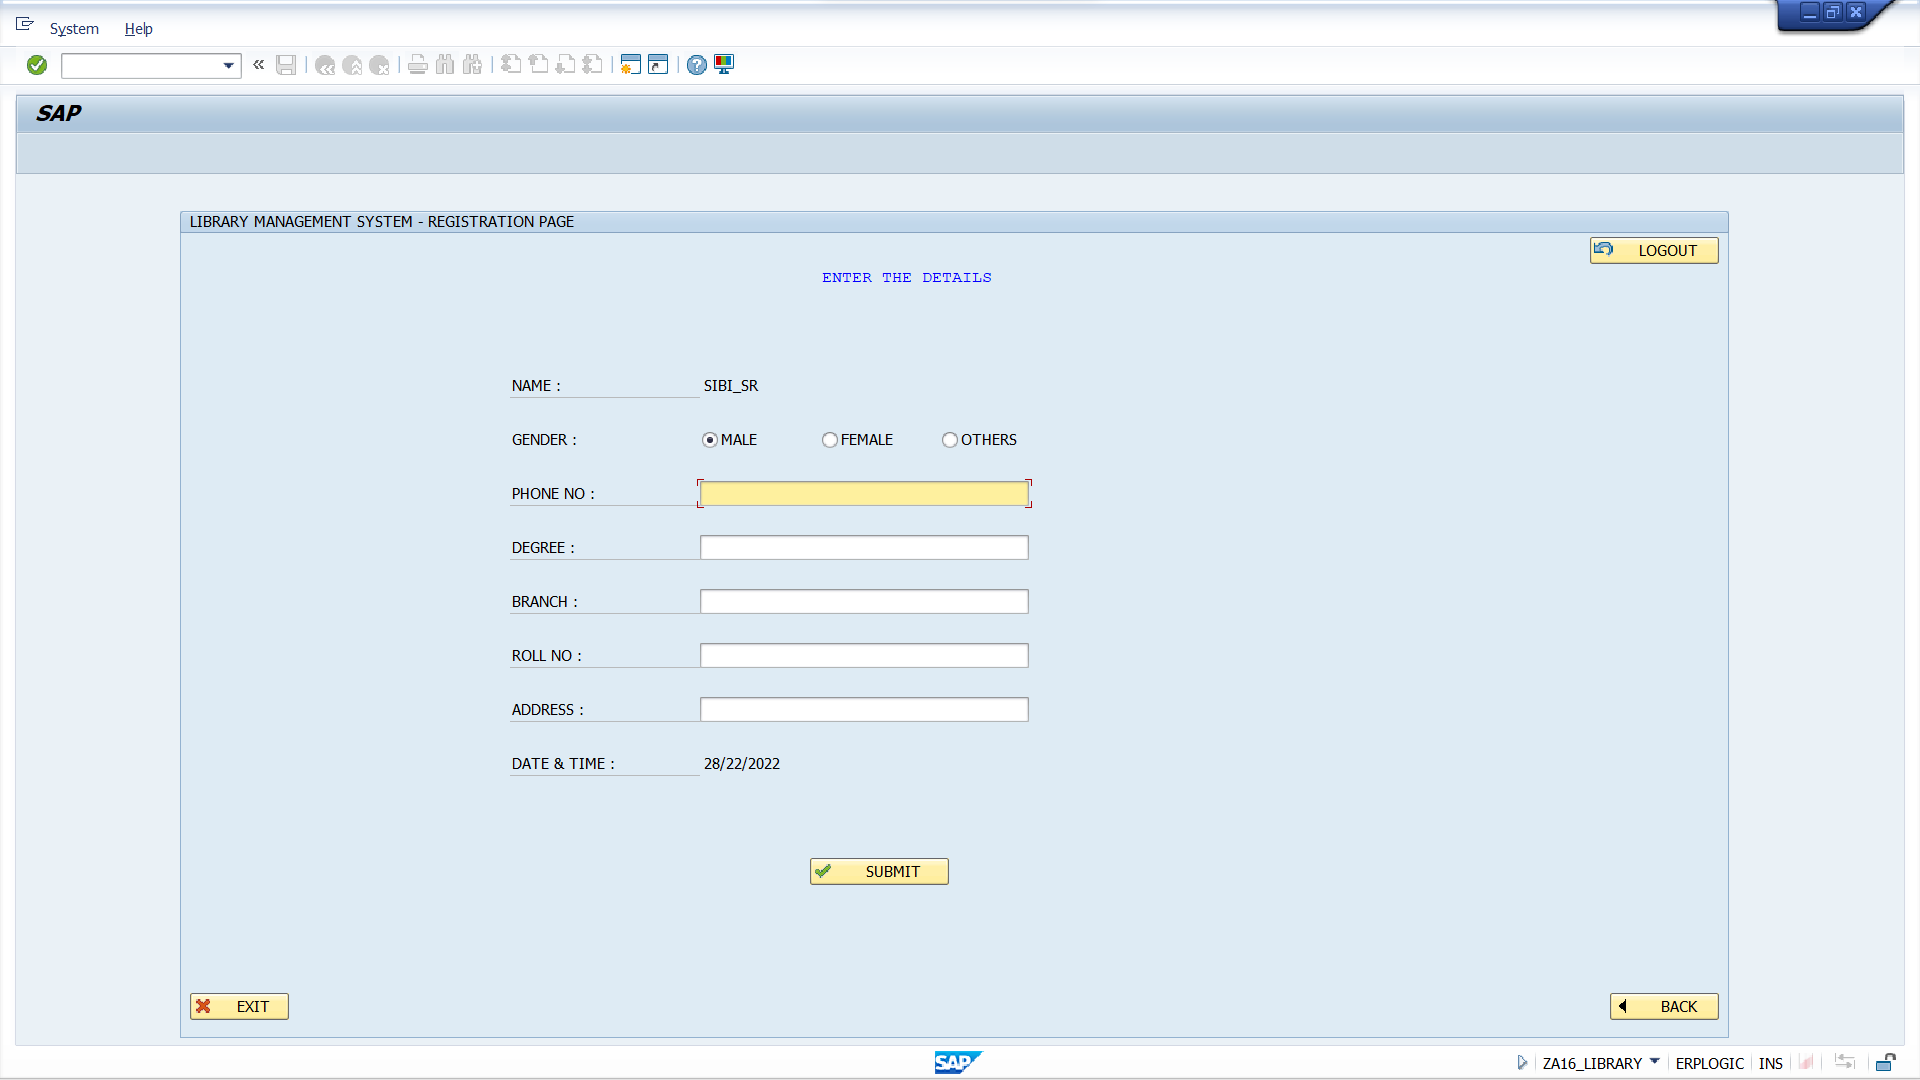 System Help
SAP
LIBRARY MANAGEMENT SYSTEM - REGISTRATION PAGE
LOGOUT
ENTER THE DETAILS
NAME : SIBI_SR
GENDER : MALE FEMALE OTHERS
PHONE NO :
DEGREE :
BRANCH :
ROLL NO :
ADDRESS :
DATE & TIME : 28/22/2022
SUBMIT
EXIT BACK
SAP ZA16_LIBRARY ERPLOGIC INS